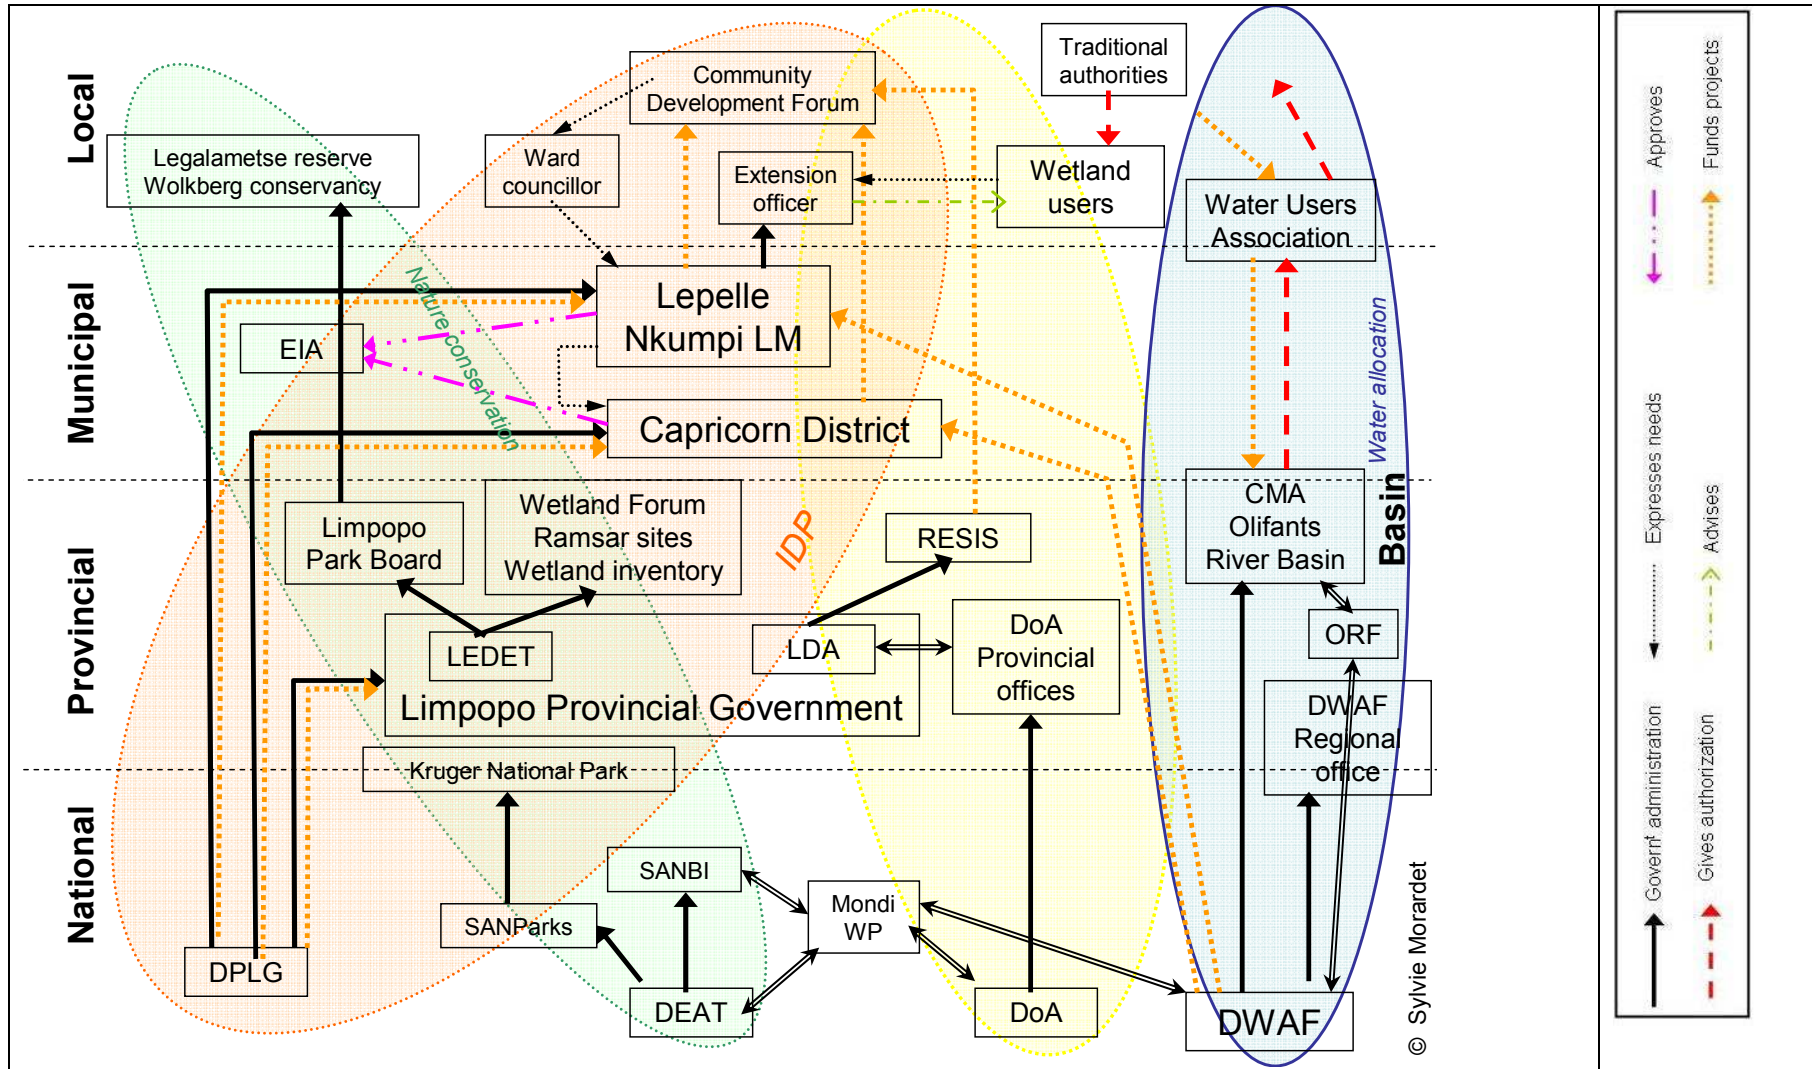 Local
Municipal
Provincial
National
Community
Development Forum
Traditional
authorities
Legalametse reserve
Wolkberg conservancy
Ward
councillor
Extension
officer
Wetland
users
Water Users
Association
Lepelle
Nkumpi LM
EIA
Nature conservation
Capricorn District
Water allocation
Basin
IDP
Limpopo
Park Board
Wetland Forum
Ramsar sites
Wetland inventory
RESIS
CMA
Olifants
River Basin
LEDET
LDA
DoA
Provincial
offices
ORF
Limpopo Provincial Government
DWAF
Regional
office
Kruger National Park
SANBI
SANParks
Mondi
WP
DPLG
DEAT
DoA
DWAF
© Sylvie Morardet
Approves
Funds projects
Expresses needs
Advises
Governᵗ administration
Gives authorization